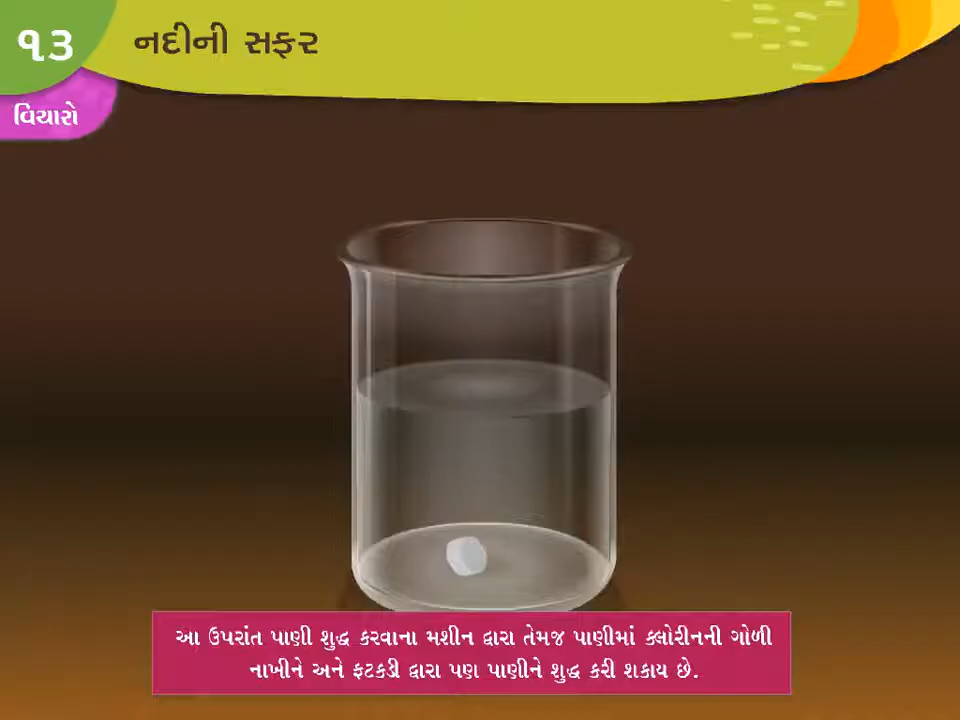 ૧૩
નદીની સફર
વિચારો
આ ઉપરાંત પાણી શુદ્ધ કરવાના મશીન દ્વારા તેમજ પાણીમાં ક્લોરીનની ગોળી
નાખીને અને ફટકડી દ્વારા પણ પાણીને શુદ્ધ કરી શકાય છે.